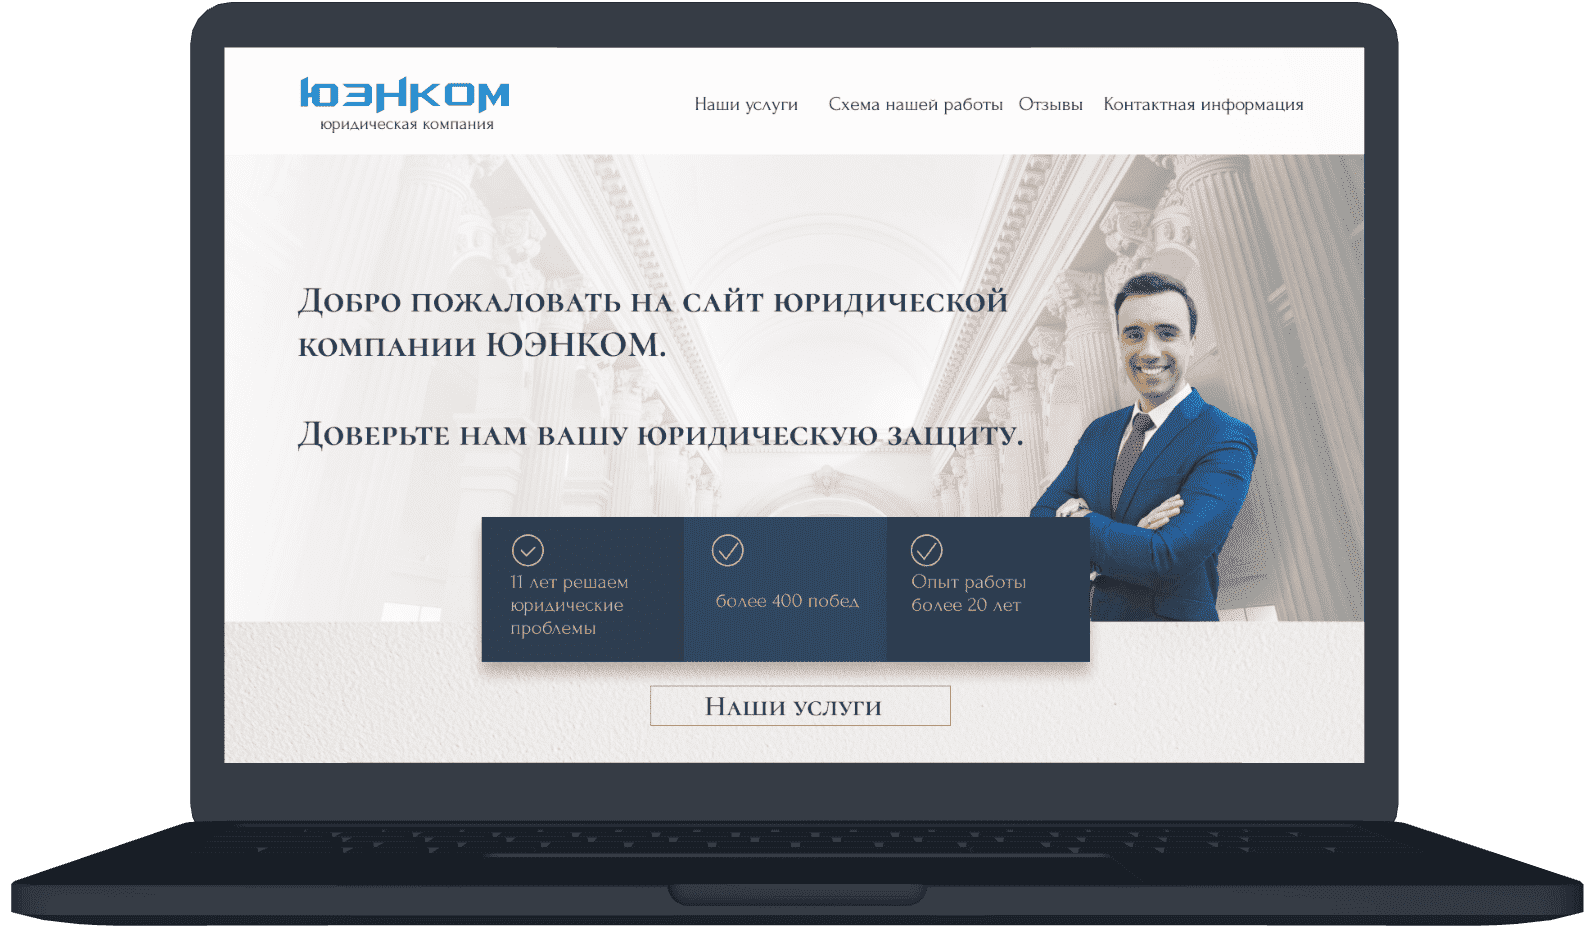 ЮЭНКОМ
юридическая компания
Наши услуги Схема нашей работы Отзывы Контактная информация
Добро пожаловать на сайт юридической
компании ЮЭНКОМ.
Доверьте нам вашу юридическую защиту.
11 лет решаем
юридические
проблемы
более 400 побед
Опыт работы
более 20 лет
Наши услуги